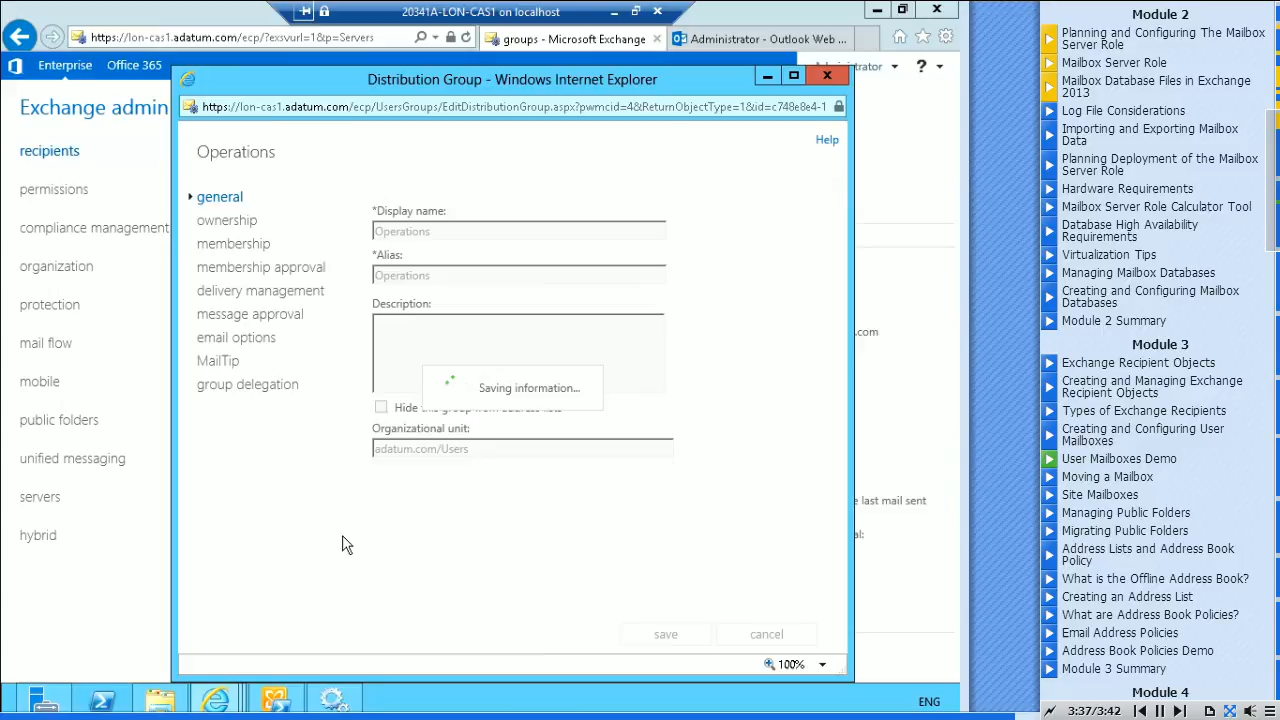 20341A-LON-CAS1 on localhost
https://lon-cas1.adatum.com/ecp/?exsvurl=1&p=Servers
groups - Microsoft Exchange
Administrator - Outlook Web ...
Enterprise
Office 365
Exchange admin
recipients
permissions
compliance management
organization
protection
mail flow
mobile
public folders
unified messaging
servers
hybrid
Distribution Group - Windows Internet Explorer
https://lon-cas1.adatum.com/ecp/UsersGroups/EditDistributionGroup.aspx?pwmcid=4&ReturnObjectType=1&id=c748e8e4-1
Help
Operations
general
ownership
membership
membership approval
delivery management
message approval
email options
MailTip
group delegation
*Display name:
Operations
*Alias:
Operations
Description:
Saving information...
Hide this group from address lists
Organizational unit:
adatum.com/Users
save
cancel
100%
.com
e last mail sent
al:
ENG
Module 2
Planning and Configuring The Mailbox
Server Role
Mailbox Server Role
Mailbox Database Files in Exchange
2013
Log File Considerations
Importing and Exporting Mailbox
Data
Planning Deployment of the Mailbox
Server Role
Hardware Requirements
Mailbox Server Role Calculator Tool
Database High Availability
Requirements
Virtualization Tips
Managing Mailbox Databases
Creating and Configuring Mailbox
Databases
Module 2 Summary
Module 3
Exchange Recipient Objects
Creating and Managing Exchange
Recipient Objects
Types of Exchange Recipients
Creating and Configuring User
Mailboxes
User Mailboxes Demo
Moving a Mailbox
Site Mailboxes
Managing Public Folders
Migrating Public Folders
Address Lists and Address Book
Policy
What is the Offline Address Book?
Creating an Address List
What are Address Book Policies?
Email Address Policies
Address Book Policies Demo
Module 3 Summary
Module 4
3:37/3:42